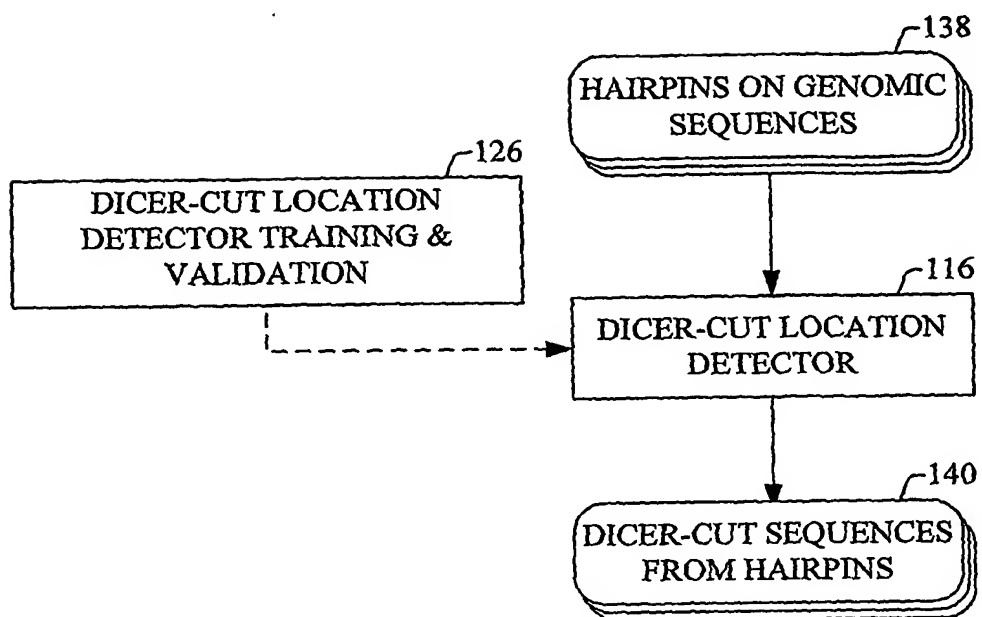 138
HAIRPINS ON GENOMIC
SEQUENCES
126
DICER-CUT LOCATION
DETECTOR TRAINING &
VALIDATION
116
DICER-CUT LOCATION
DETECTOR
140
DICER-CUT SEQUENCES
FROM HAIRPINS